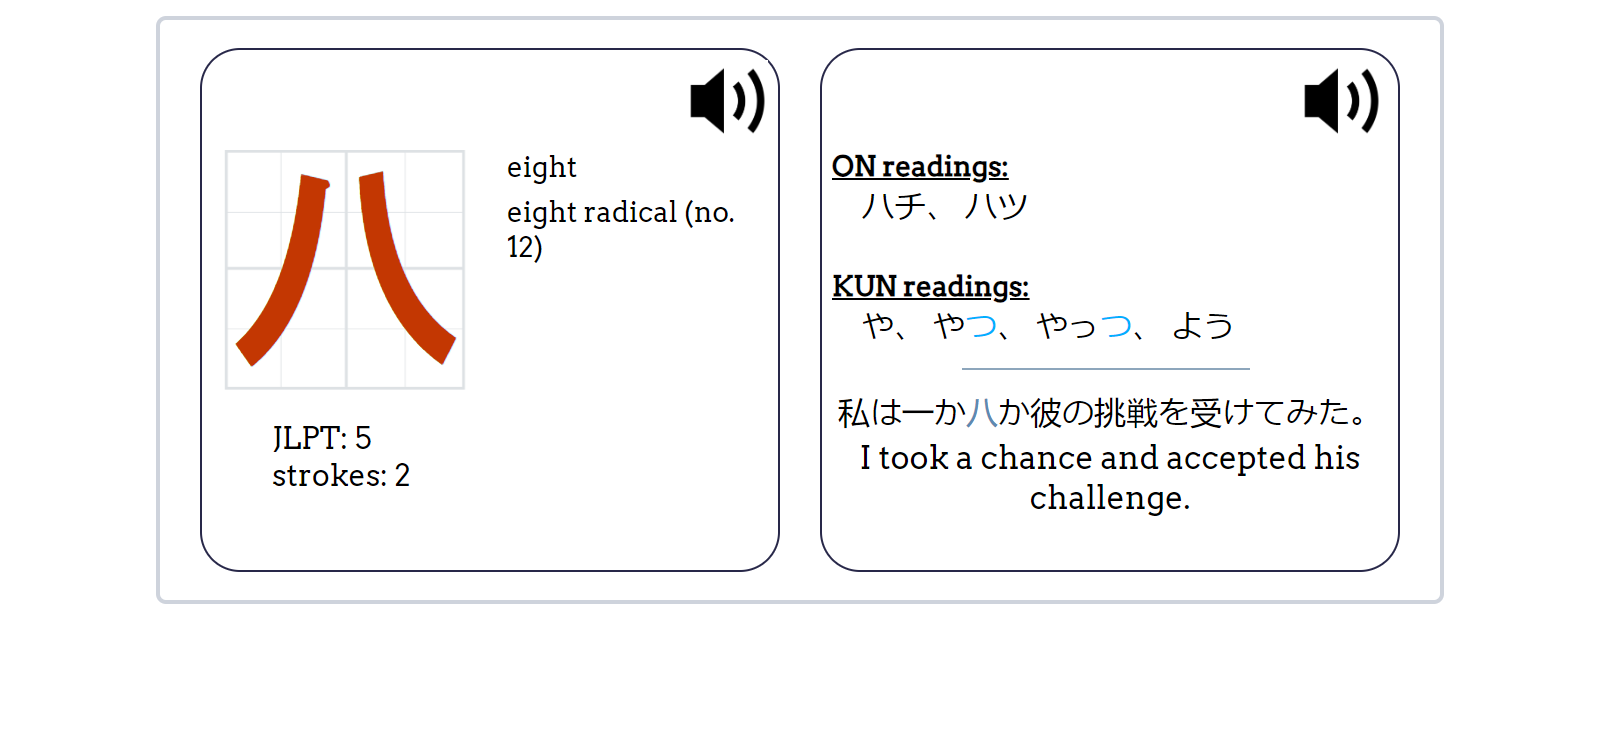 八
eight
eight radical (no.
12)
JLPT: 5
strokes: 2
ON readings:
ハチ、 ハツ
KUN readings:
や、 やつ、 やっつ、 よう
私は一か八か彼の挑戦を受けてみた。
I took a chance and accepted his
challenge.